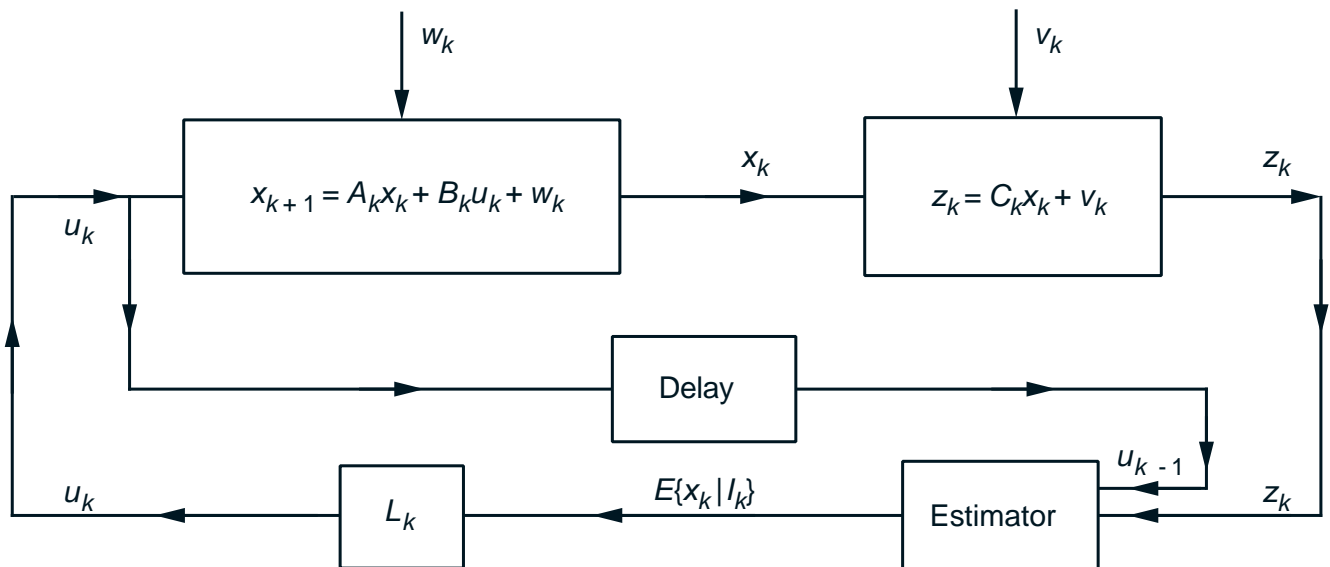 w_k
v_k
x_{k+1} = A_k x_k + B_k u_k + w_k
x_k
z_k = C_k x_k + v_k
z_k
u_k
Delay
u_{k-1}
u_k
L_k
E{x_k | I_k}
Estimator
z_k